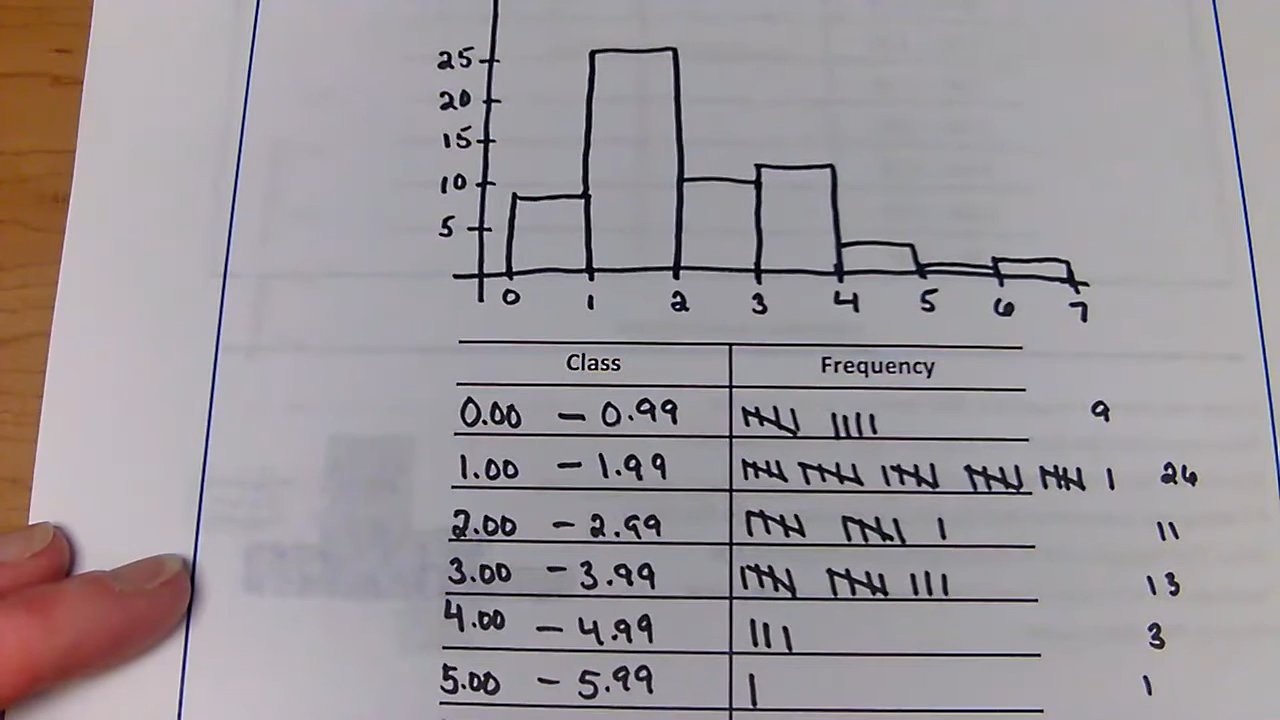 25
20
15
10
5
0 1 2 3 4 5 6 7
Class Frequency
0.00 – 0.99 9
1.00 – 1.99 26
2.00 – 2.99 11
3.00 – 3.99 13
4.00 – 4.99 3
5.00 – 5.99 1